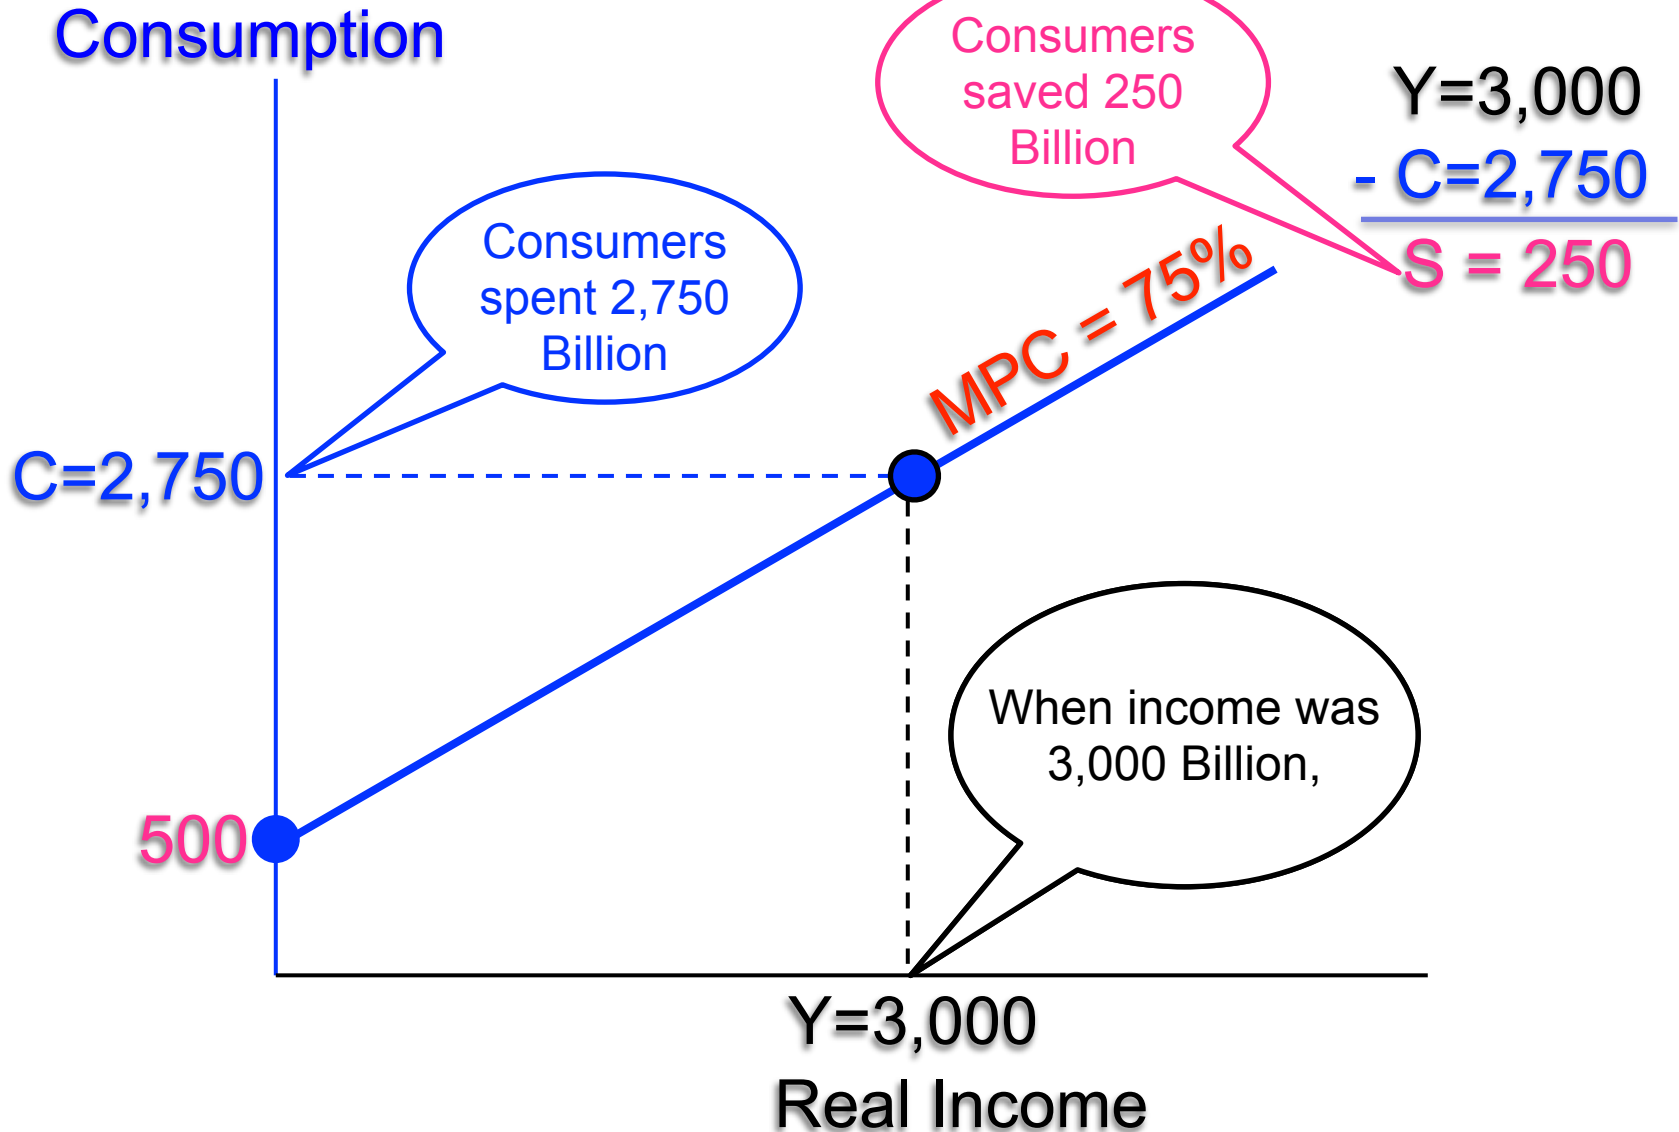 Consumption
Consumers
saved 250
Billion
Y=3,000
- C=2,750
S = 250
Consumers
spent 2,750
Billion
MPC = 75%
C=2,750
When income was
3,000 Billion,
500
Y=3,000
Real Income